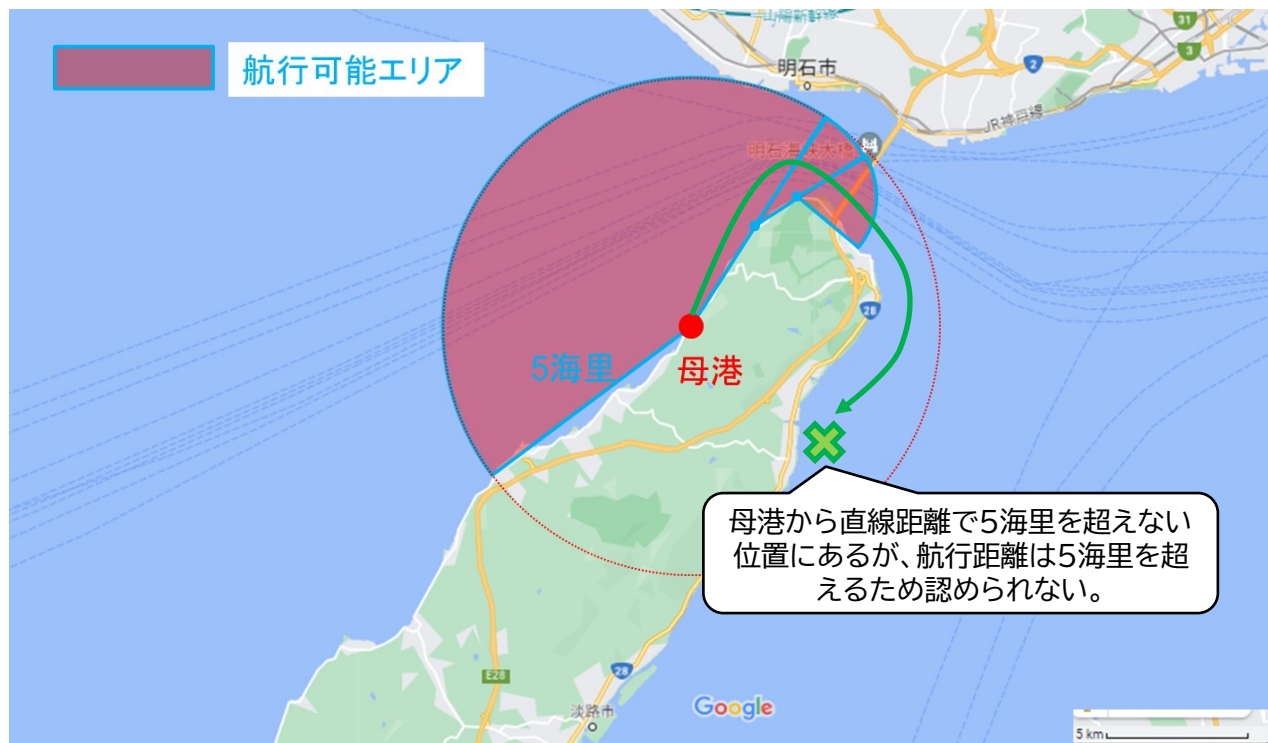 山陽新幹線
31
3
2
航行可能エリア
明石市
JR神戸線
明石海峡大橋
28
5海里
母港
母港から直線距離で5海里を超えない
位置にあるが、航行距離は5海里を超
えるため認められない。
E28
28
淡路市
Google
5 km